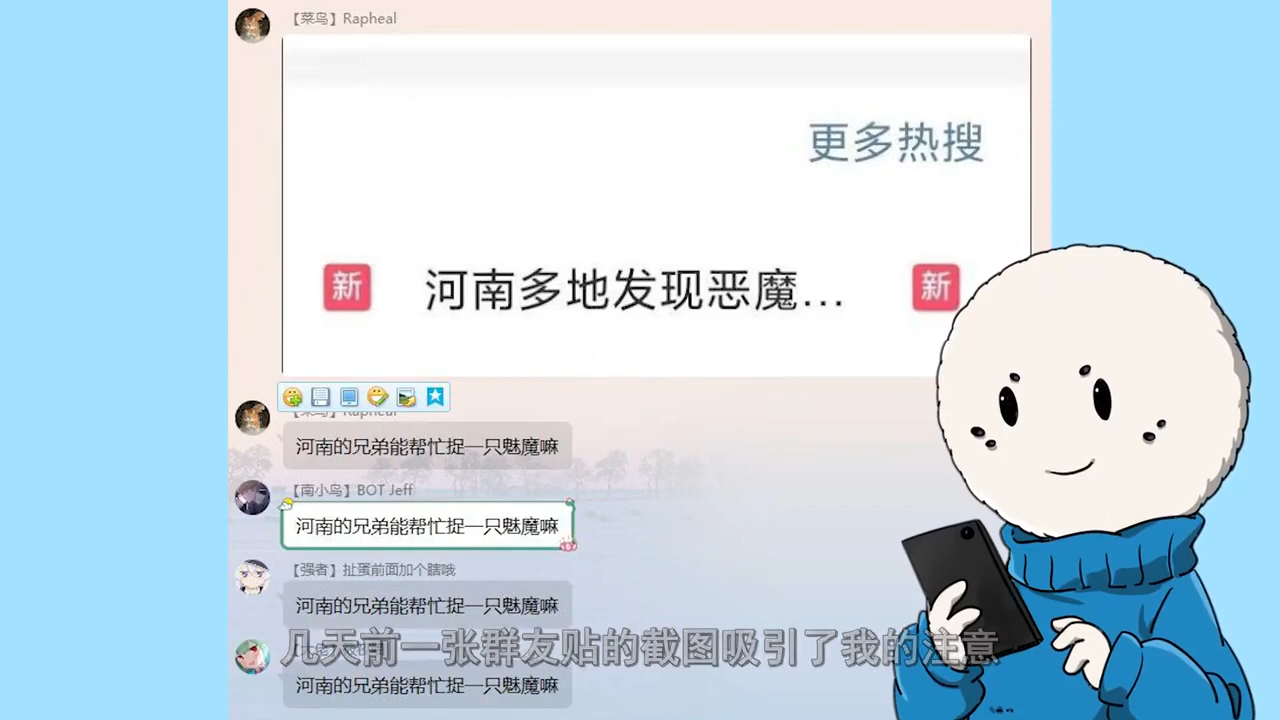 【菜鸟】Rapheal
更多热搜
新 河南多地发现恶魔... 新
【菜鸟】Rapheal
河南的兄弟能帮忙捉一只魅魔嘛
【南小鸟】BOT Jeff
河南的兄弟能帮忙捉一只魅魔嘛
【强者】扯蛋前面加个瞎哦
河南的兄弟能帮忙捉一只魅魔嘛
几天前一张群友贴的截图吸引了我的注意
河南的兄弟能帮忙捉一只魅魔嘛